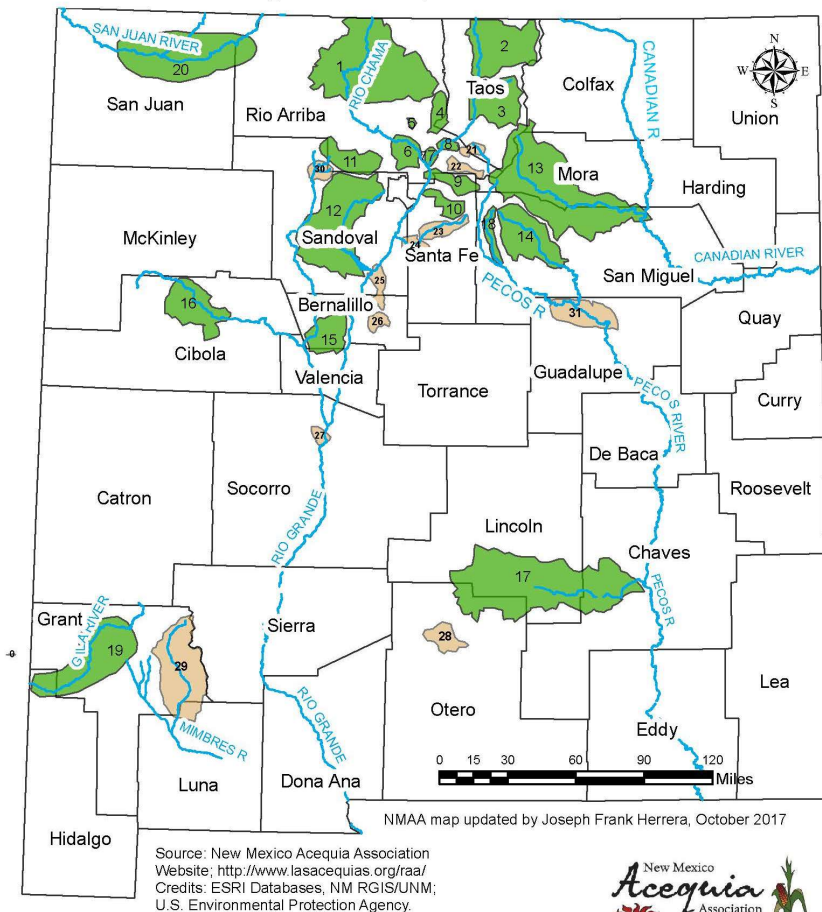 SAN JUAN RIVER
20
San Juan
1
RIO CHAMA
Rio Arriba
2
Taos
3
4
5
CANADIAN R
Colfax
Union
N
W
E
S
6
7
8
21
22
9
10
11
30
12
Sandoval
13
Mora
Harding
McKinley
23
24
Santa Fe
18
14
San Miguel
CANADIAN RIVER
PECOS R
25
Bernalillo
26
16
Cibola
15
Valencia
31
Quay
Guadalupe
Torrance
PECOS RIVER
Curry
27
De Baca
Catron
Socorro
Roosevelt
RIO GRANDE
Lincoln
Chaves
17
PECOS R
Grant
GILA RIVER
19
29
Sierra
28
Lea
MIMBRES R
RIO GRANDE
Otero
Eddy
Luna
Dona Ana
0 15 30 60 90 120
Miles
Hidalgo
NMAA map updated by Joseph Frank Herrera, October 2017
Source: New Mexico Acequia Association
Website; http://www.lasacequias.org/raa/
Credits: ESRI Databases, NM RGIS/UNM;
U.S. Environmental Protection Agency.
New Mexico
Acequia
Association